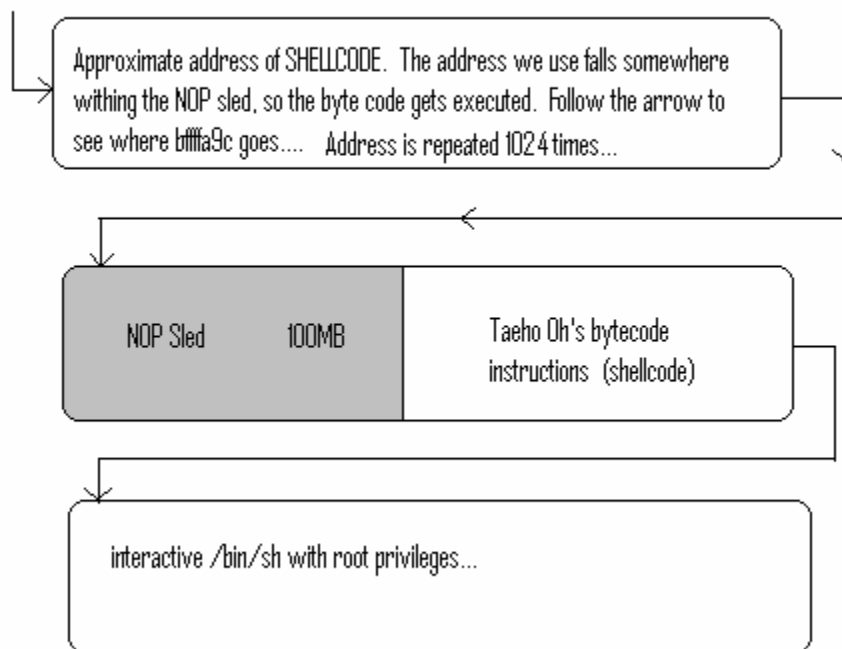 Approximate address of SHELLCODE. The address we use falls somewhere
withing the NOP sled, so the byte code gets executed. Follow the arrow to
see where bffffa9c goes.... Address is repeated 1024 times...
NOP Sled 100MB
Taeho Oh's bytecode
instructions (shellcode)
interactive /bin/sh with root privileges...